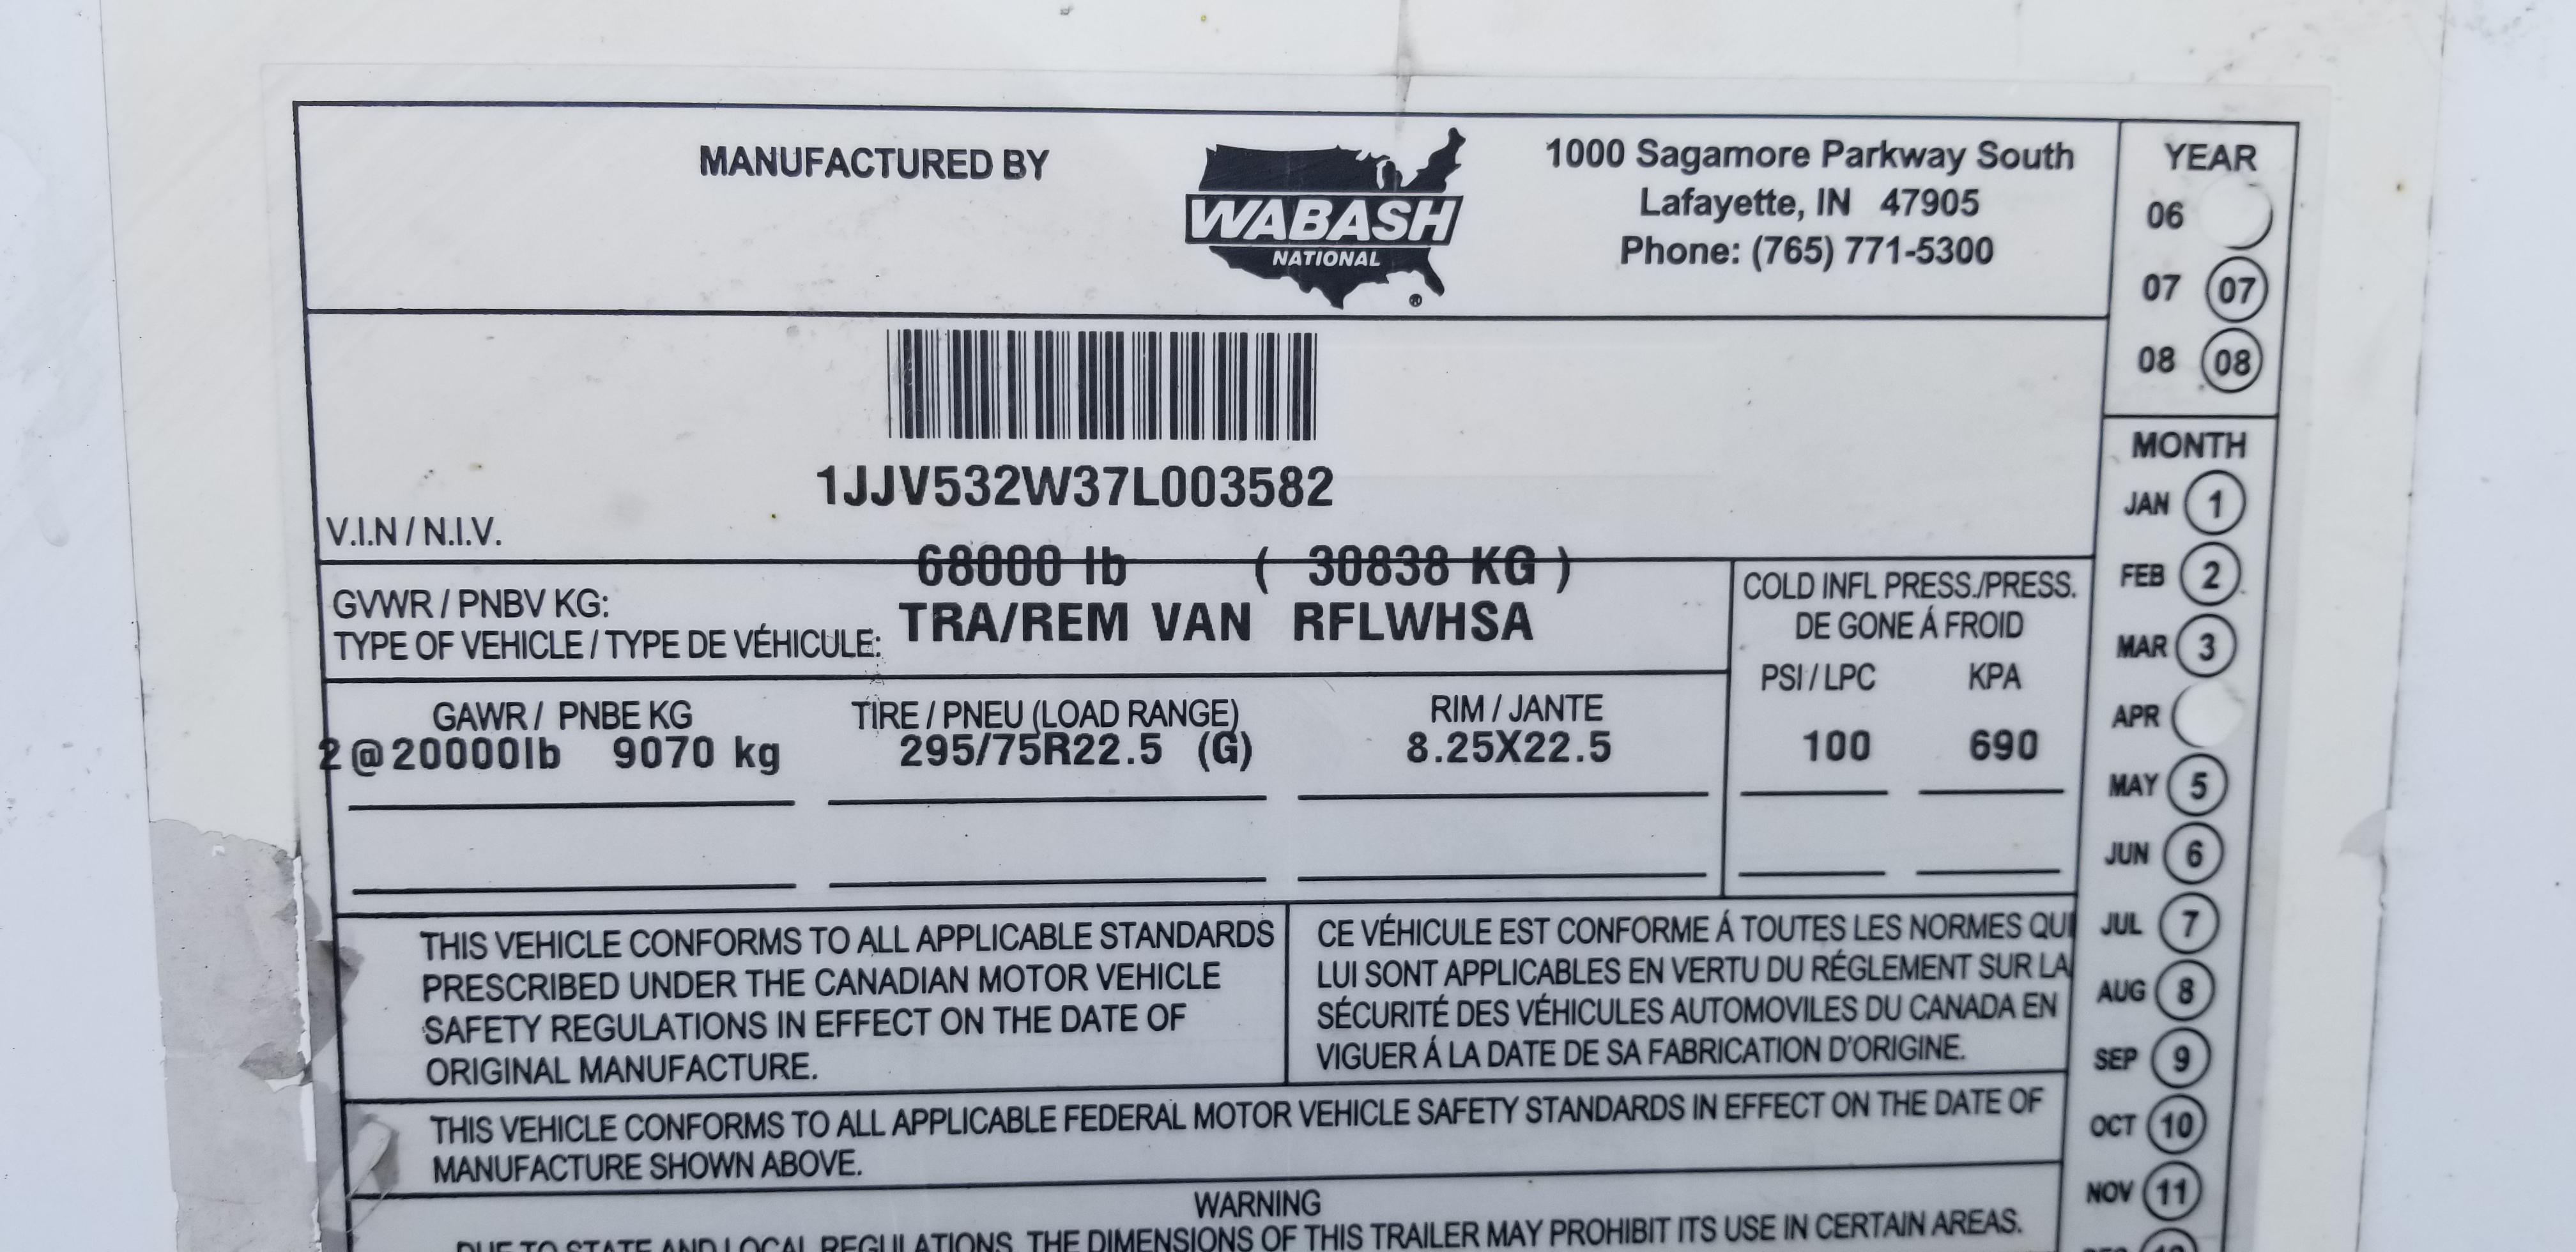 MANUFACTURED BY
WABASH
NATIONAL
®
1000 Sagamore Parkway South
Lafayette, IN 47905
Phone: (765) 771-5300
YEAR
06
07 07
08 08
1JJV532W37L003582
V.I.N / N.I.V.
68000 lb ( 30838 KG )
GVWR / PNBV KG:
TYPE OF VEHICLE / TYPE DE VÉHICULE: TRA/REM VAN RFLWHSA
COLD INFL PRESS./PRESS.
DE GONE Á FROID
PSI / LPC KPA
100 690
GAWR / PNBE KG TIRE / PNEU (LOAD RANGE) RIM / JANTE
2@20000lb 9070 kg 295/75R22.5 (G) 8.25X22.5
THIS VEHICLE CONFORMS TO ALL APPLICABLE STANDARDS
PRESCRIBED UNDER THE CANADIAN MOTOR VEHICLE
SAFETY REGULATIONS IN EFFECT ON THE DATE OF
ORIGINAL MANUFACTURE.
CE VÉHICULE EST CONFORME Á TOUTES LES NORMES QUI
LUI SONT APPLICABLES EN VERTU DU RÉGLEMENT SUR LA
SÉCURITÉ DES VÉHICULES AUTOMOVILES DU CANADA EN
VIGUER Á LA DATE DE SA FABRICATION D'ORIGINE.
THIS VEHICLE CONFORMS TO ALL APPLICABLE FEDERAL MOTOR VEHICLE SAFETY STANDARDS IN EFFECT ON THE DATE OF
MANUFACTURE SHOWN ABOVE.
WARNING
DUE TO STATE AND LOCAL REGULATIONS, THE DIMENSIONS OF THIS TRAILER MAY PROHIBIT ITS USE IN CERTAIN AREAS.
MONTH
JAN 1
FEB 2
MAR 3
APR
MAY 5
JUN 6
JUL 7
AUG 8
SEP 9
OCT 10
NOV 11
DEC 12